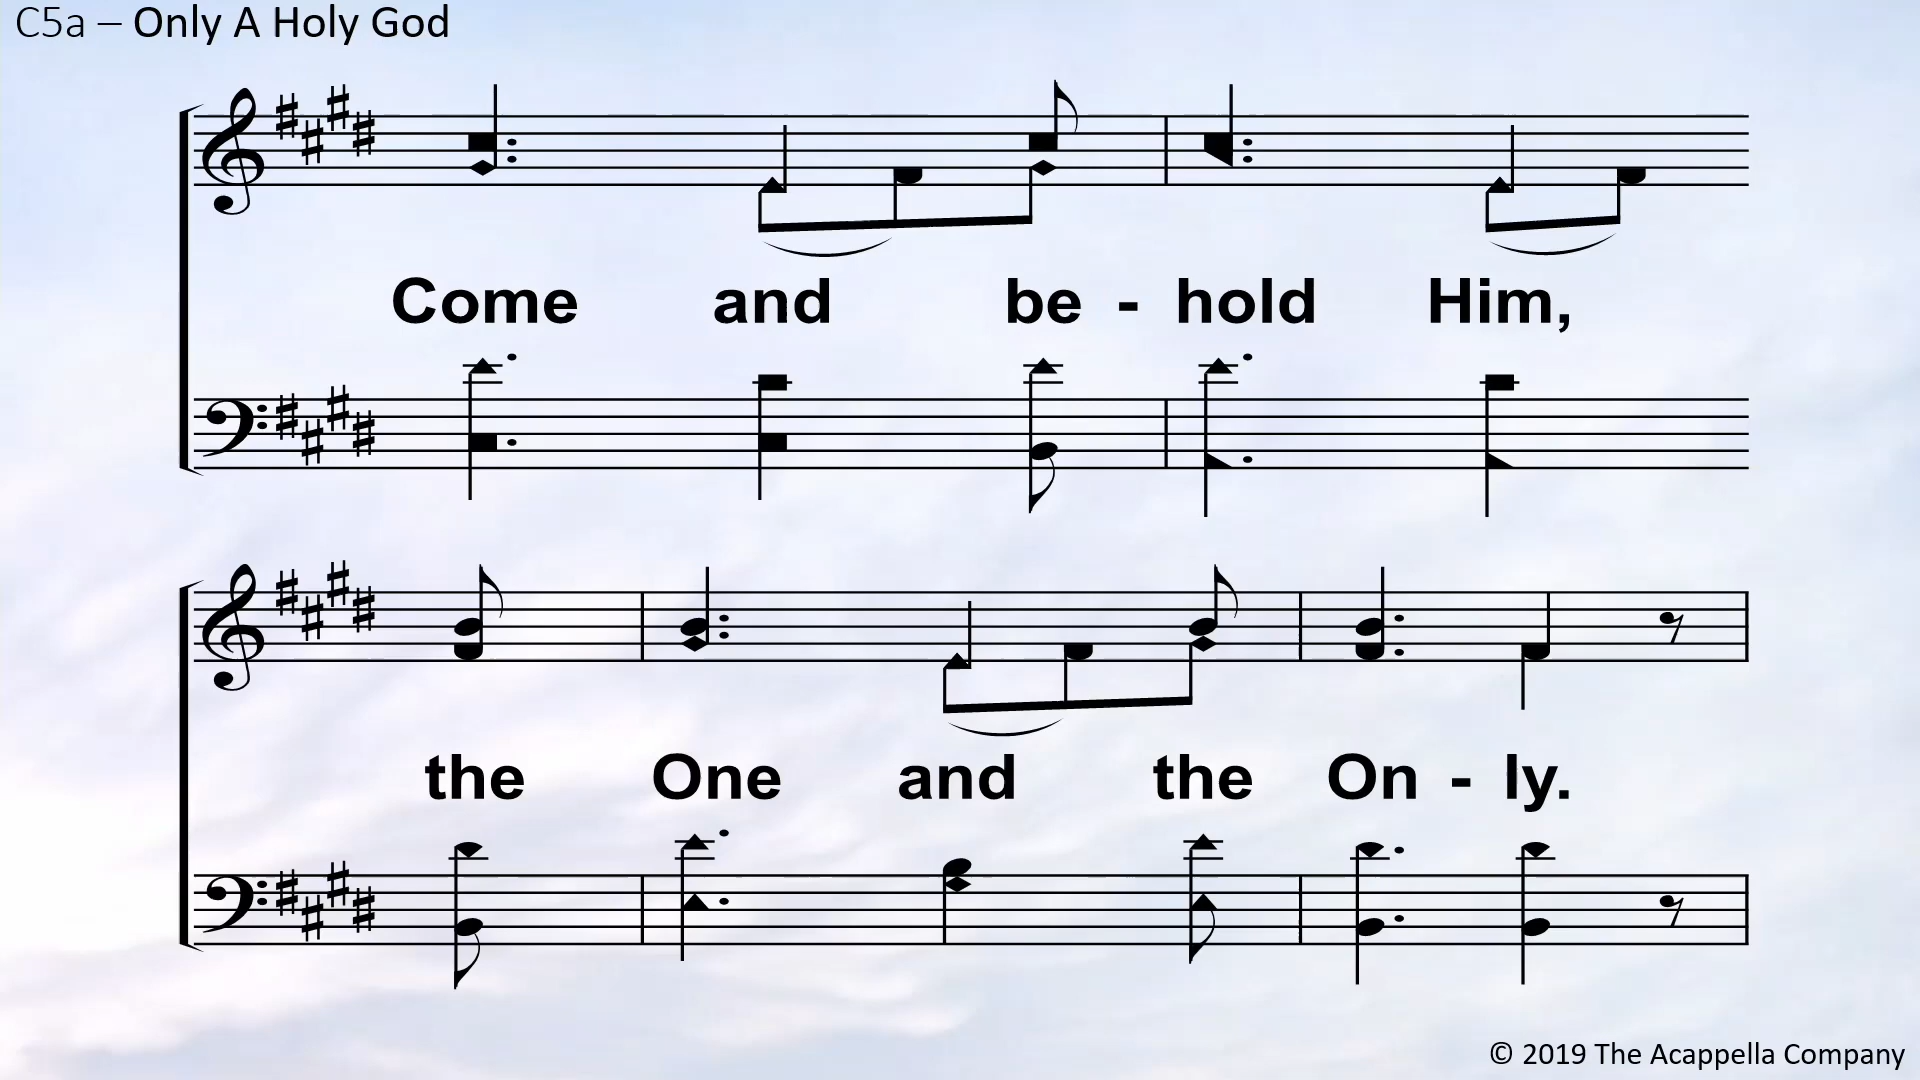 C5a – Only A Holy God
Come and be - hold Him,
the One and the On - ly.
© 2019 The Acappella Company